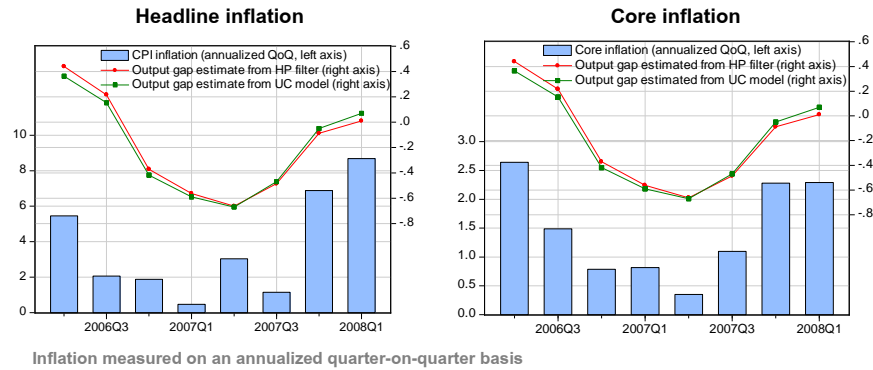 Headline inflation
CPI inflation (annualized QoQ, left axis)
Output gap estimate from HP filter (right axis)
Output gap estimate from UC model (right axis)
10
8
6
4
2
0
.6
.4
.2
.0
-.2
-.4
-.6
-.8
2006Q3
2007Q1
2007Q3
2008Q1
Core inflation
Core inflation (annualized QoQ, left axis)
Output gap estimated from HP filter (right axis)
Output gap estimated from UC model (right axis)
3.0
2.5
2.0
1.5
1.0
0.5
0.0
.6
.4
.2
.0
-.2
-.4
-.6
-.8
2006Q3
2007Q1
2007Q3
2008Q1
Inflation measured on an annualized quarter-on-quarter basis